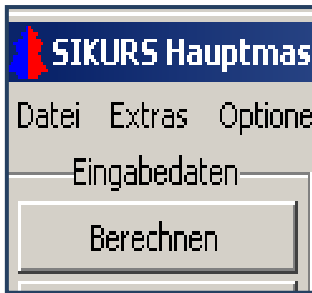 SIKURS Hauptmas
Datei Extras Optione
Eingabedaten
Berechnen